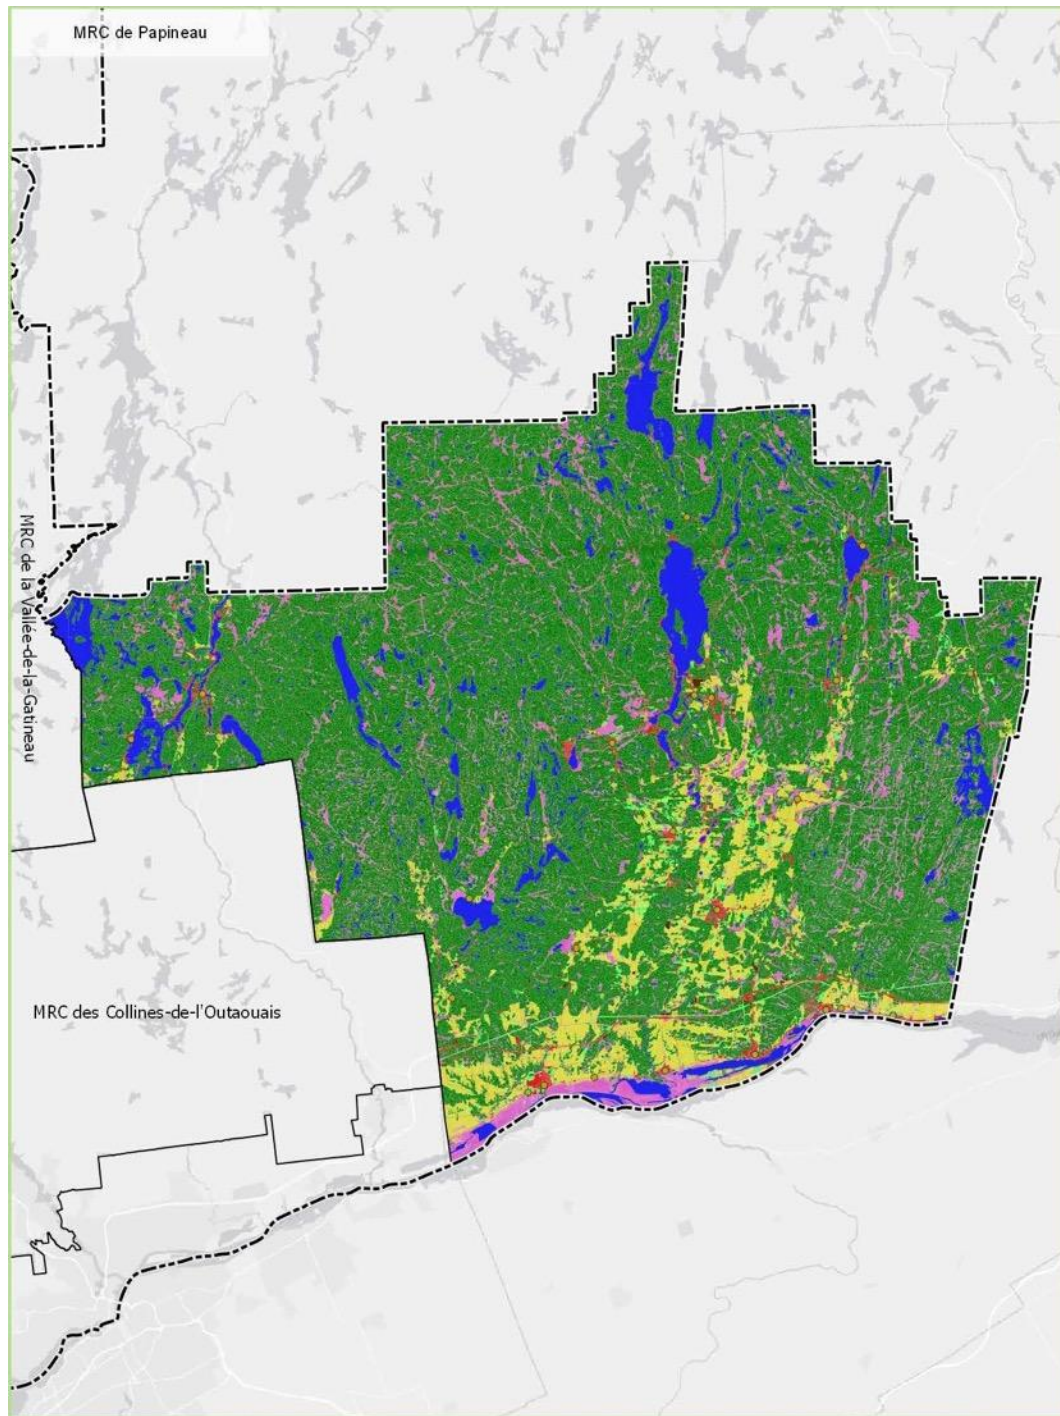 MRC de Papineau
MRC de la Vallée-de-la-Gatineau
MRC des Collines-de-l'Outaouais